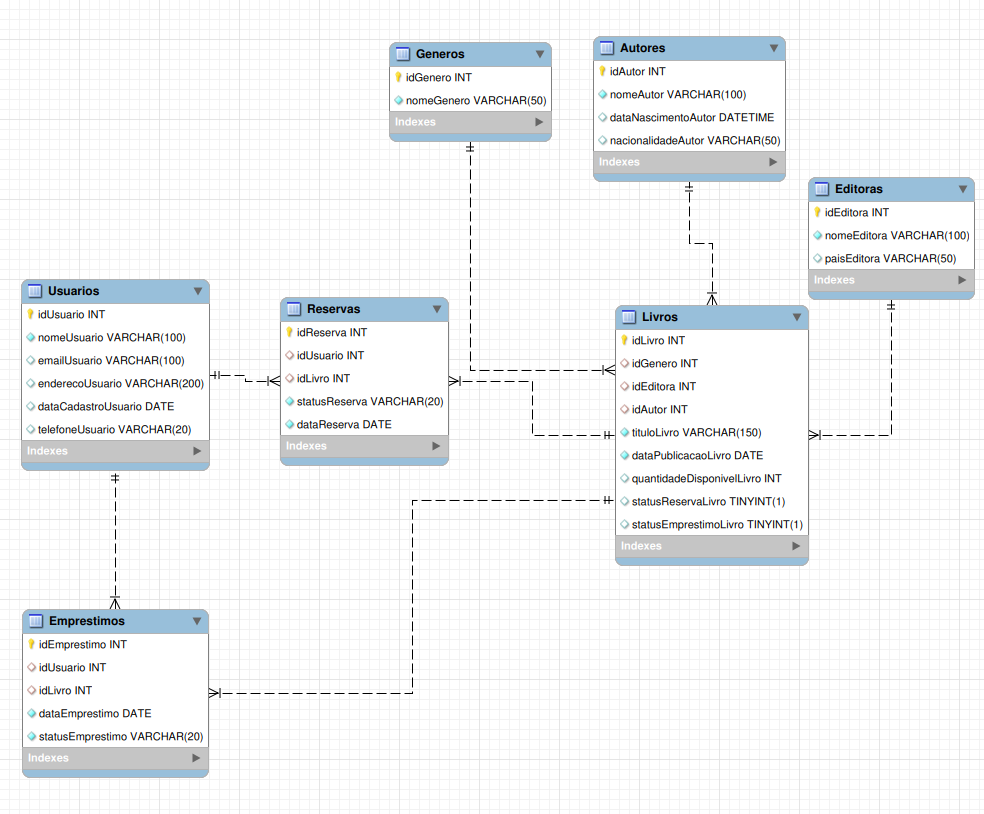 Generos
idGenero INT
nomeGenero VARCHAR(50)
Indexes
Autores
idAutor INT
nomeAutor VARCHAR(100)
dataNascimentoAutor DATETIME
nacionalidadeAutor VARCHAR(50)
Indexes
Editoras
idEditora INT
nomeEditora VARCHAR(100)
paisEditora VARCHAR(50)
Indexes
Usuarios
idUsuario INT
nomeUsuario VARCHAR(100)
emailUsuario VARCHAR(100)
enderecoUsuario VARCHAR(200)
dataCadastroUsuario DATE
telefoneUsuario VARCHAR(20)
Indexes
Reservas
idReserva INT
idUsuario INT
idLivro INT
statusReserva VARCHAR(20)
dataReserva DATE
Indexes
Livros
idLivro INT
idGenero INT
idEditora INT
idAutor INT
tituloLivro VARCHAR(150)
dataPublicacaoLivro DATE
quantidadeDisponivelLivro INT
statusReservaLivro TINYINT(1)
statusEmprestimoLivro TINYINT(1)
Indexes
Emprestimos
idEmprestimo INT
idUsuario INT
idLivro INT
dataEmprestimo DATE
statusEmprestimo VARCHAR(20)
Indexes